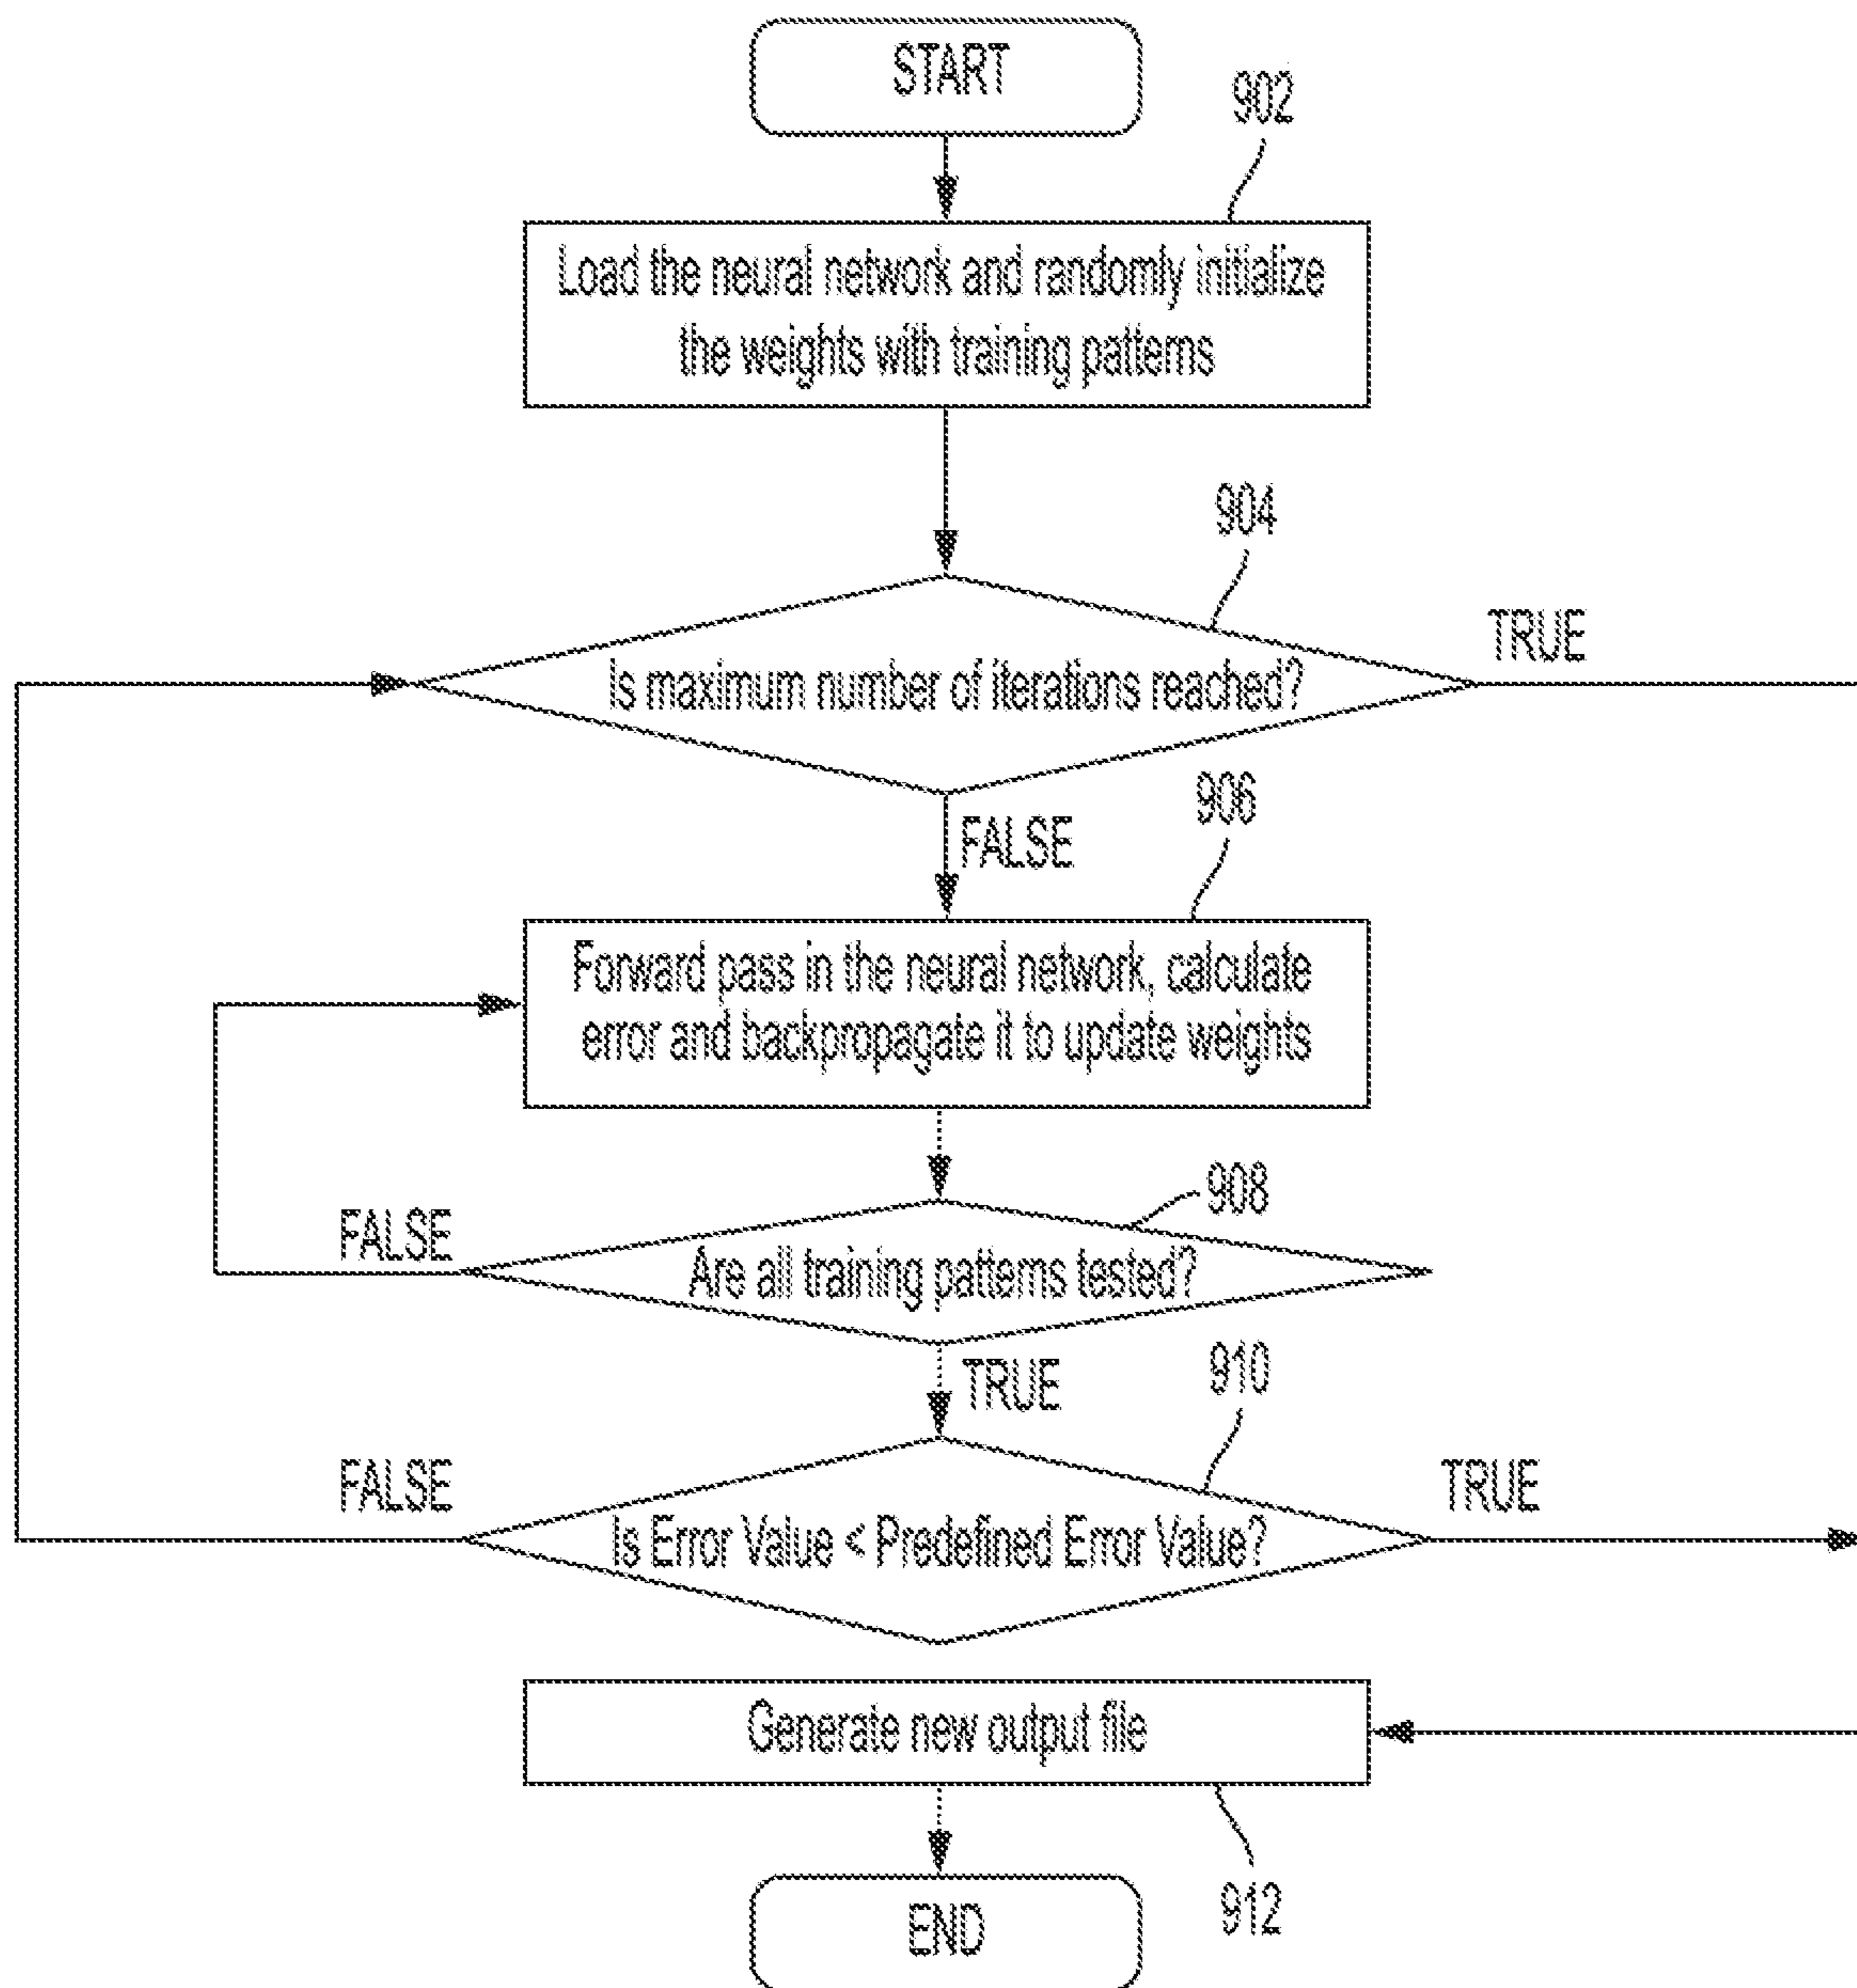 START
902
Load the neural network and randomly initialize
the weights with training patterns
904
TRUE
Is maximum number of iterations reached?
906
FALSE
Forward pass in the neural network, calculate
error and backpropagate it to update weights
908
FALSE
Are all training patterns tested?
910
TRUE
FALSE
TRUE
Is Error Value < Predefined Error Value?
Generate new output file
912
END